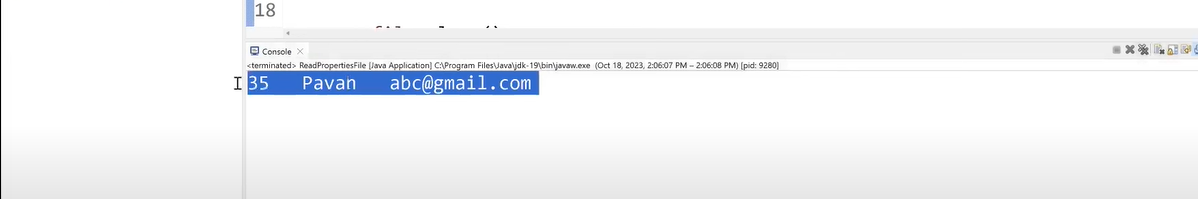 18
Console
<terminated> ReadPropertiesFile [Java Application] C:\Program Files\Java\jdk-19\bin\javaw.exe (Oct 18, 2023, 2:06:07 PM – 2:06:08 PM) [pid: 9280]
35 Pavan abc@gmail.com